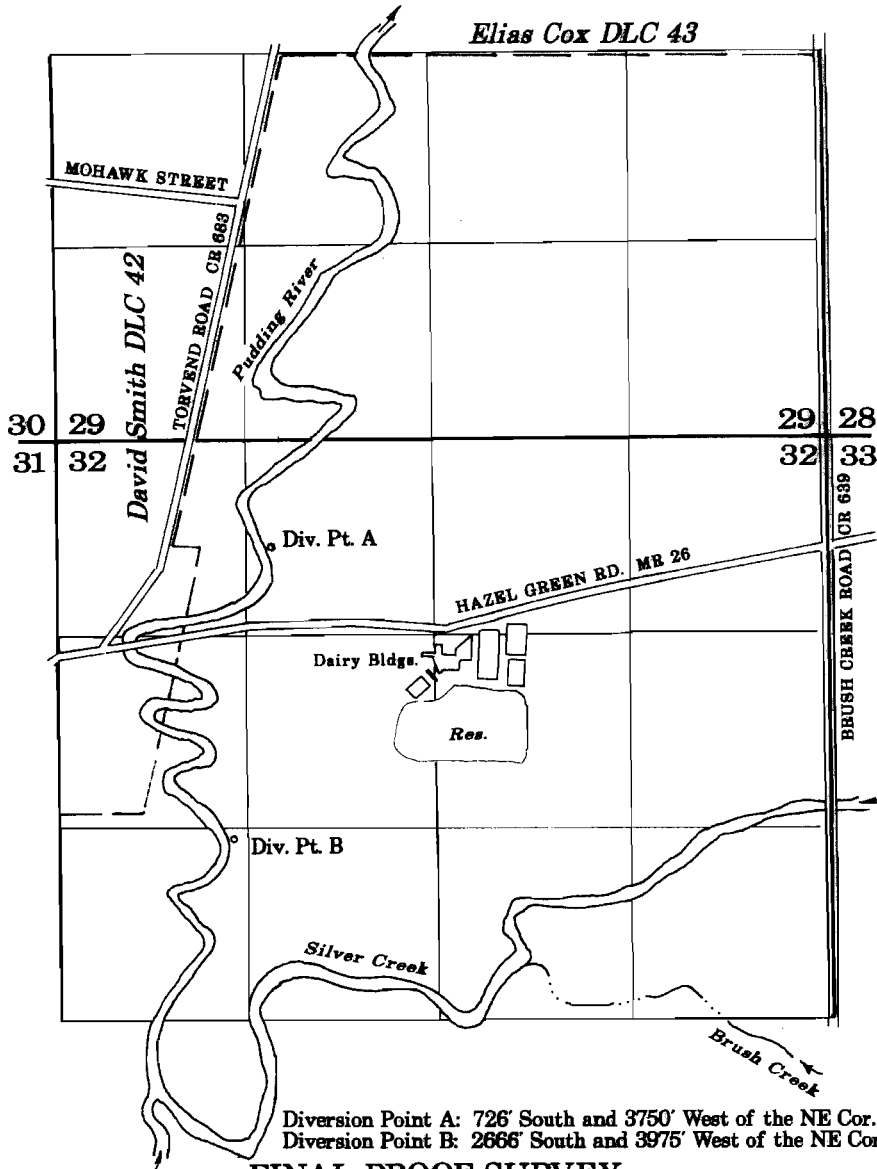 Elias Cox DLC 43
MOHAWK STREET
David Smith DLC 42
TORVEND ROAD CR 683
Pudding River
30 29
29 28
31 32
32 33
Div. Pt. A
BRUSH CREEK ROAD CR 639
HAZEL GREEN RD. MR 26
Dairy Bldgs.
Res.
Div. Pt. B
Silver Creek
Brush Creek
Diversion Point A: 726' South and 3750' West of the NE Cor.
Diversion Point B: 2666' South and 3975' West of the NE Cor
FINAL PROOF SURVEY